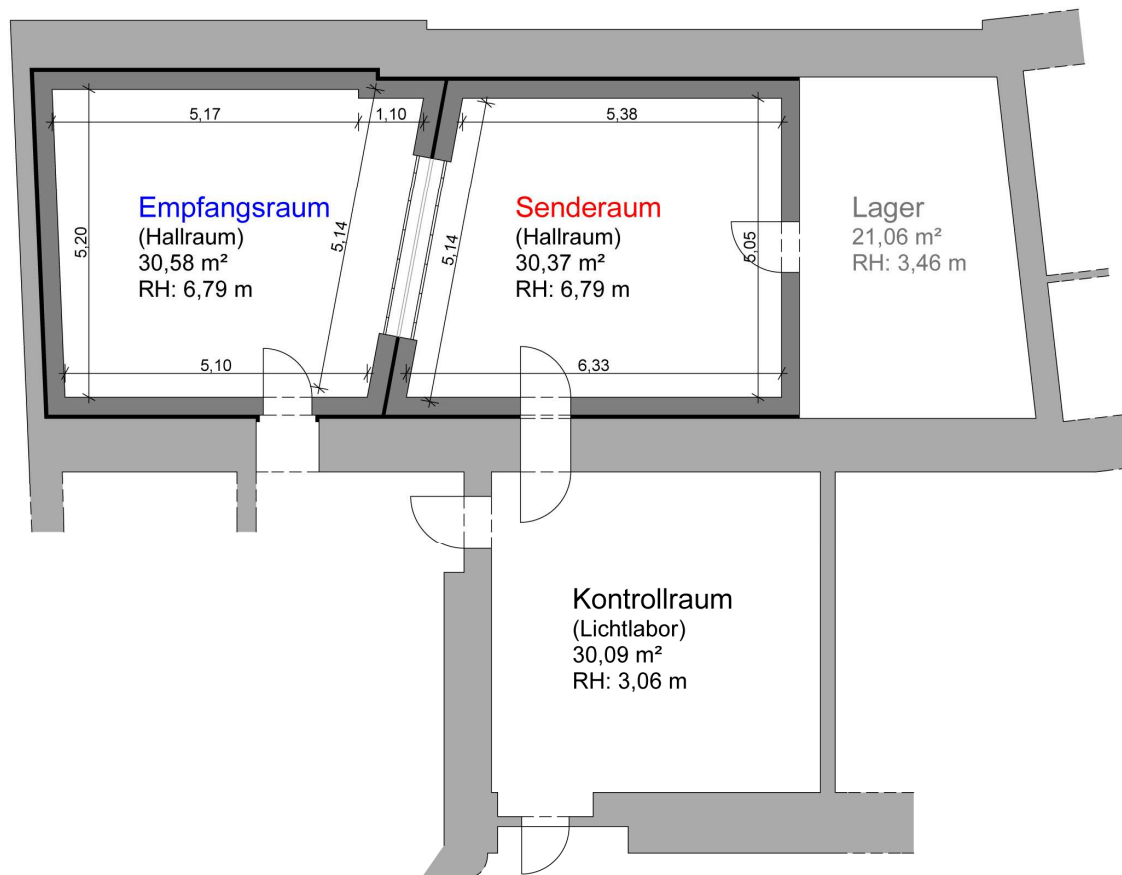 5,17
1,10
5,38
Empfangsraum
(Hallraum)
30,58 m²
RH: 6,79 m
5,20
5,14
Senderaum
(Hallraum)
30,37 m²
RH: 6,79 m
5,14
5,05
Lager
21,06 m²
RH: 3,46 m
5,10
6,33
Kontrollraum
(Lichtlabor)
30,09 m²
RH: 3,06 m